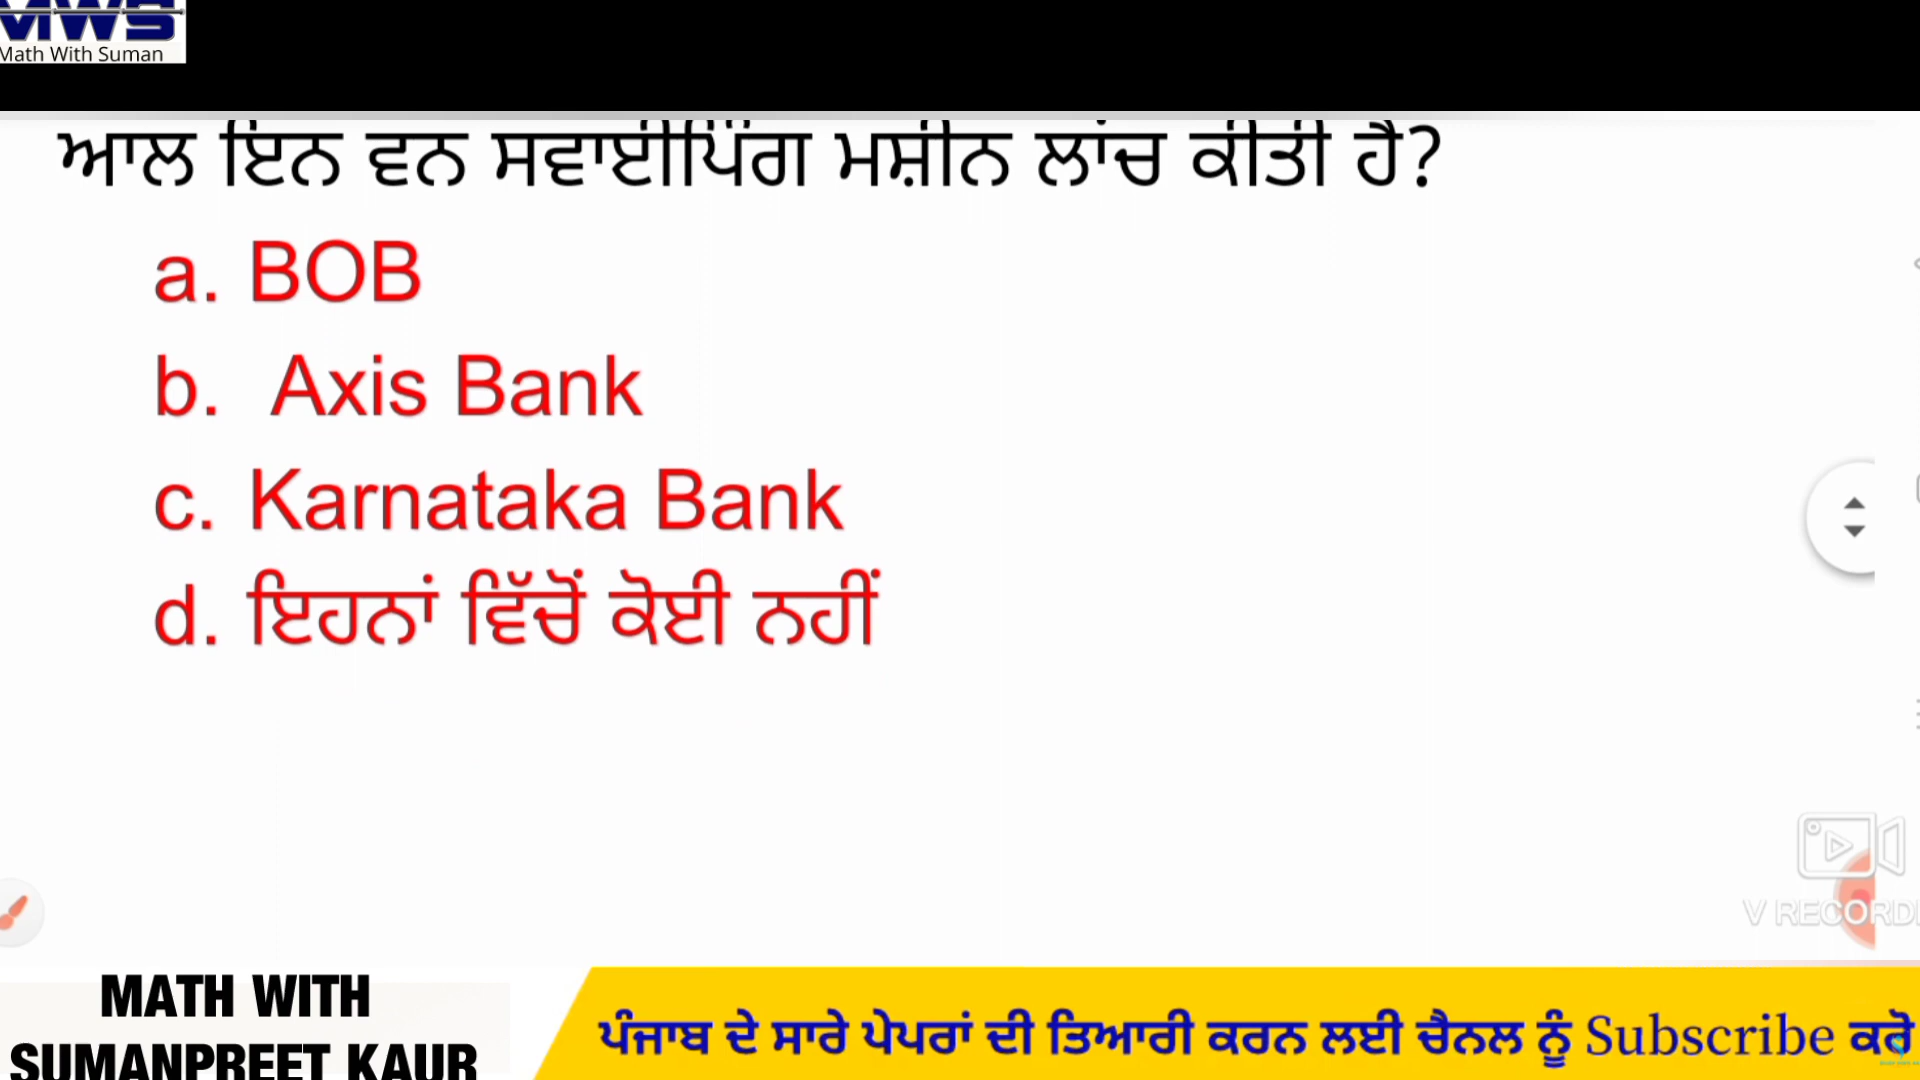 MWS
Math With Suman
ਆਲ ਇਨ ਵਨ ਸਵਾਈਪਿੰਗ ਮਸ਼ੀਨ ਲਾਂਚ ਕੀਤੀ ਹੈ?
a. BOB
b. Axis Bank
c. Karnataka Bank
d. ਇਹਨਾਂ ਵਿੱਚੋਂ ਕੋਈ ਨਹੀਂ
MATH WITH
SUMANPREET KAUR
ਪੰਜਾਬ ਦੇ ਸਾਰੇ ਪੇਪਰਾਂ ਦੀ ਤਿਆਰੀ ਕਰਨ ਲਈ ਚੈਨਲ ਨੂੰ Subscribe ਕਰੋ